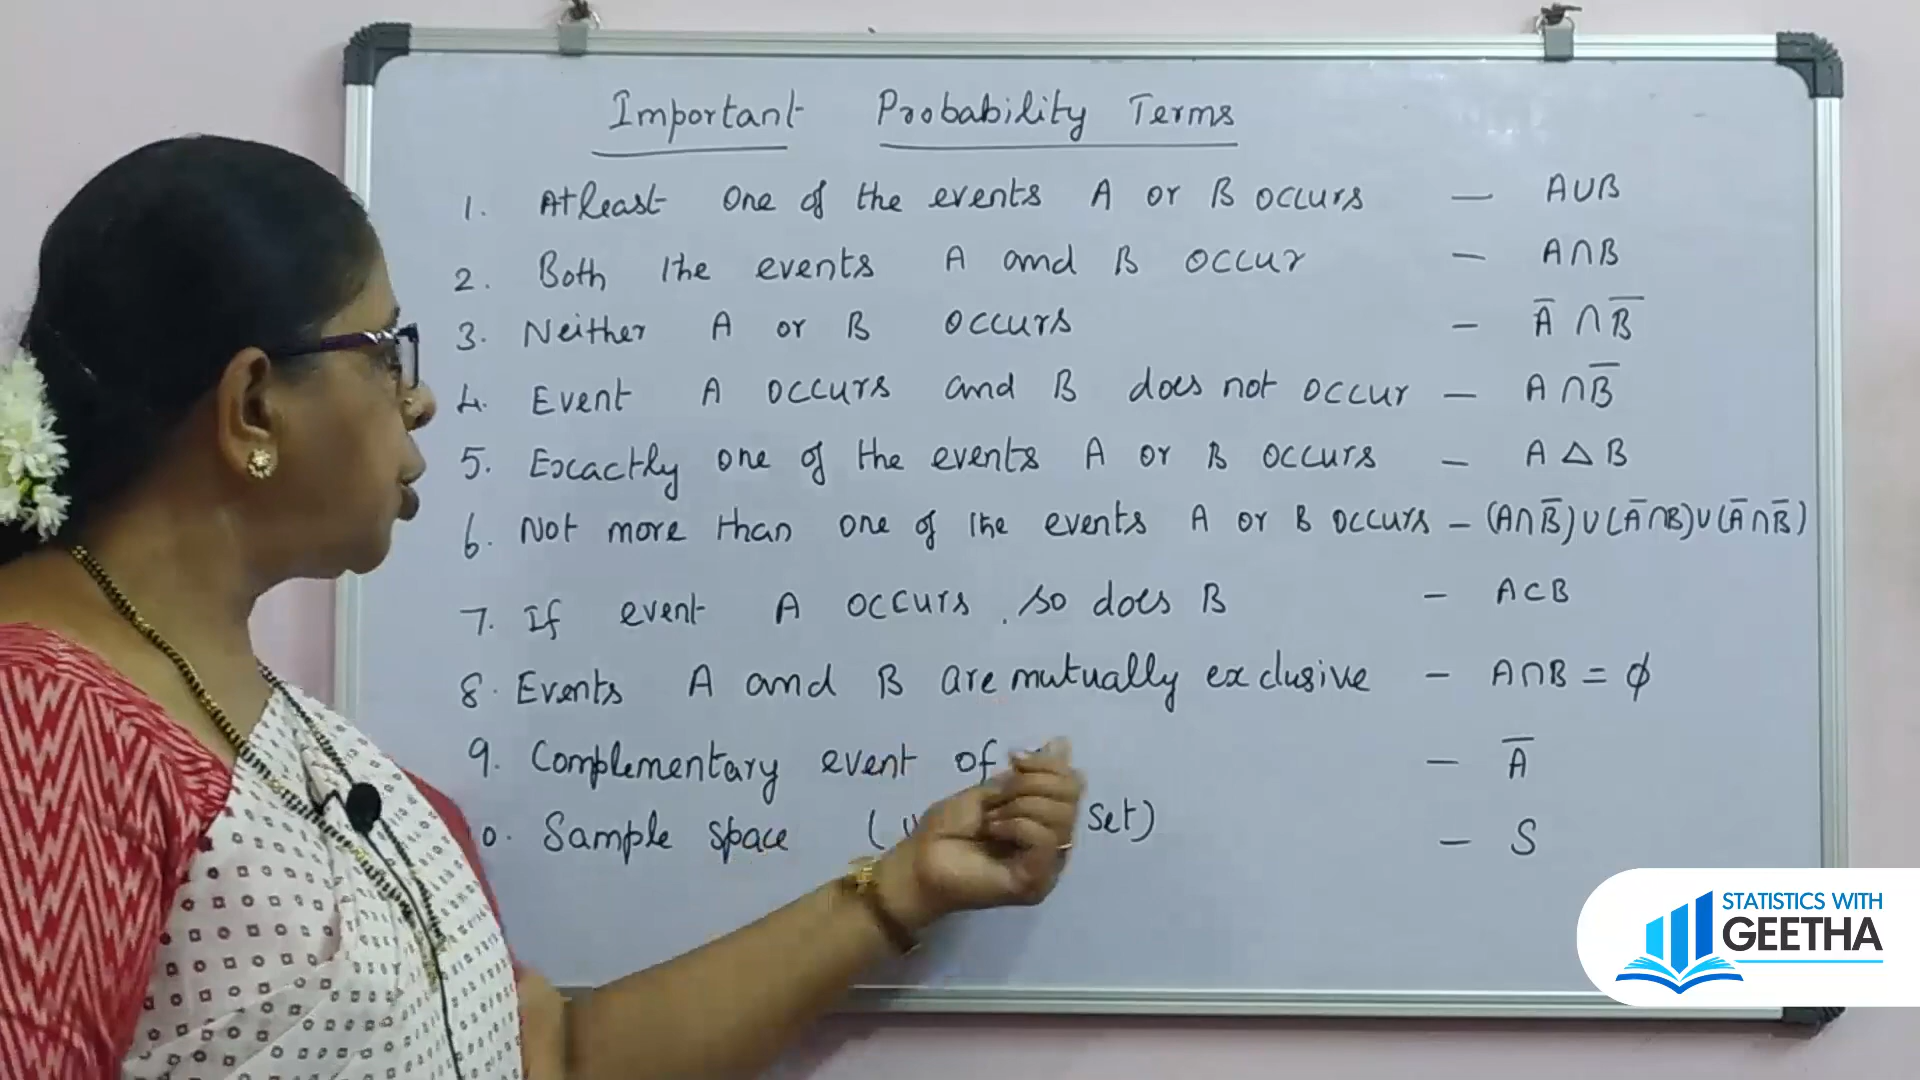 Important Probability Terms
1. Atleast one of the events A or B occurs — A∪B
2. Both the events A and B occur — A∩B
3. Neither A or B occurs — A̅ ∩ B̅
4. Event A occurs and B does not occur — A∩B̅
5. Exactly one of the events A or B occurs — A △ B
6. Not more than one of the events A or B occurs — (A∩B̅)∪(A̅∩B)∪(A̅∩B̅)
7. If event A occurs, so does B — A⊂B
8. Events A and B are mutually exclusive — A∩B = ϕ
9. Complementary event of — A̅
0. Sample space ( set) — S
STATISTICS WITH
GEETHA